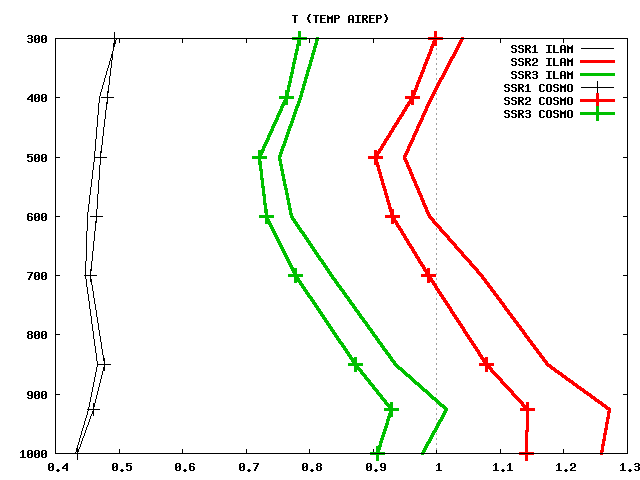 T (TEMP AIREP)
300
SSR1 ILAM
SSR2 ILAM
SSR3 ILAM
SSR1 COSMO
SSR2 COSMO
SSR3 COSMO
400
500
600
700
800
900
1000
0.4 0.5 0.6 0.7 0.8 0.9 1 1.1 1.2 1.3